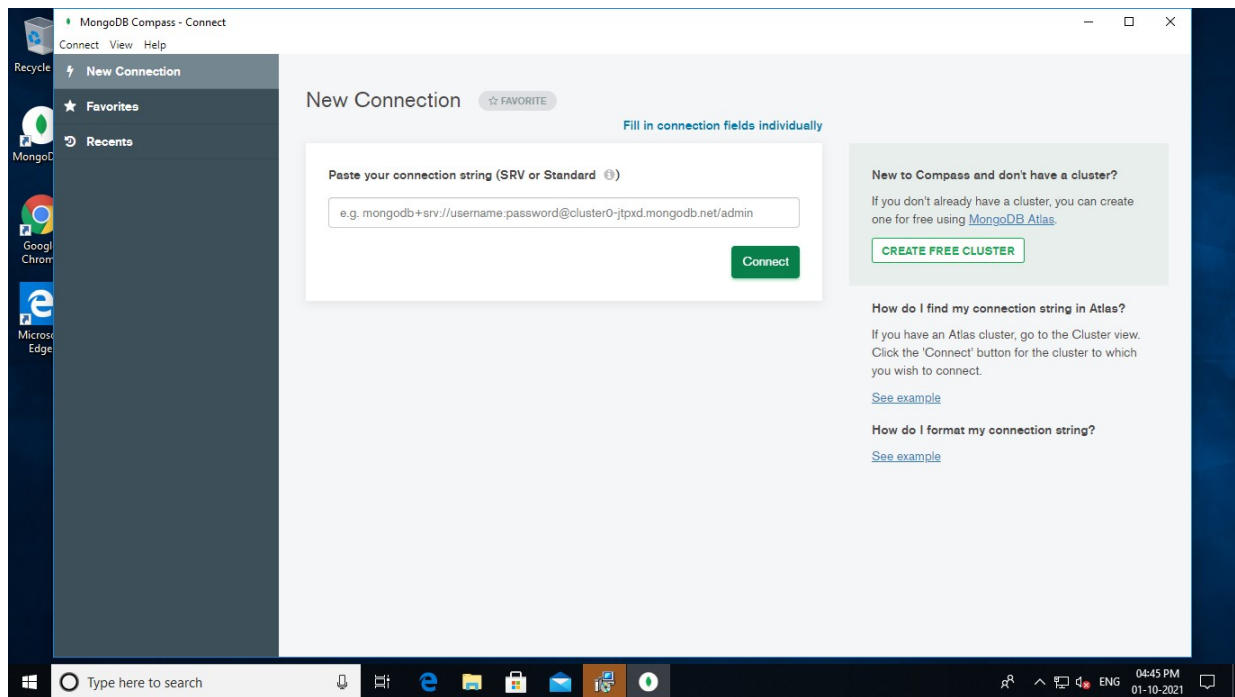 MongoDB Compass - Connect
Connect View Help
Recycle
New Connection
Favorites
Recents
MongoD
Googl
Chrom
Microso
Edge
New Connection
FAVORITE
Fill in connection fields individually
Paste your connection string (SRV or Standard )
e.g. mongodb+srv://username:password@cluster0-jtpxd.mongodb.net/admin
Connect
New to Compass and don't have a cluster?
If you don't already have a cluster, you can create
one for free using MongoDB Atlas.
CREATE FREE CLUSTER
How do I find my connection string in Atlas?
If you have an Atlas cluster, go to the Cluster view.
Click the 'Connect' button for the cluster to which
you wish to connect.
See example
How do I format my connection string?
See example
Type here to search
ENG
04:45 PM
01-10-2021